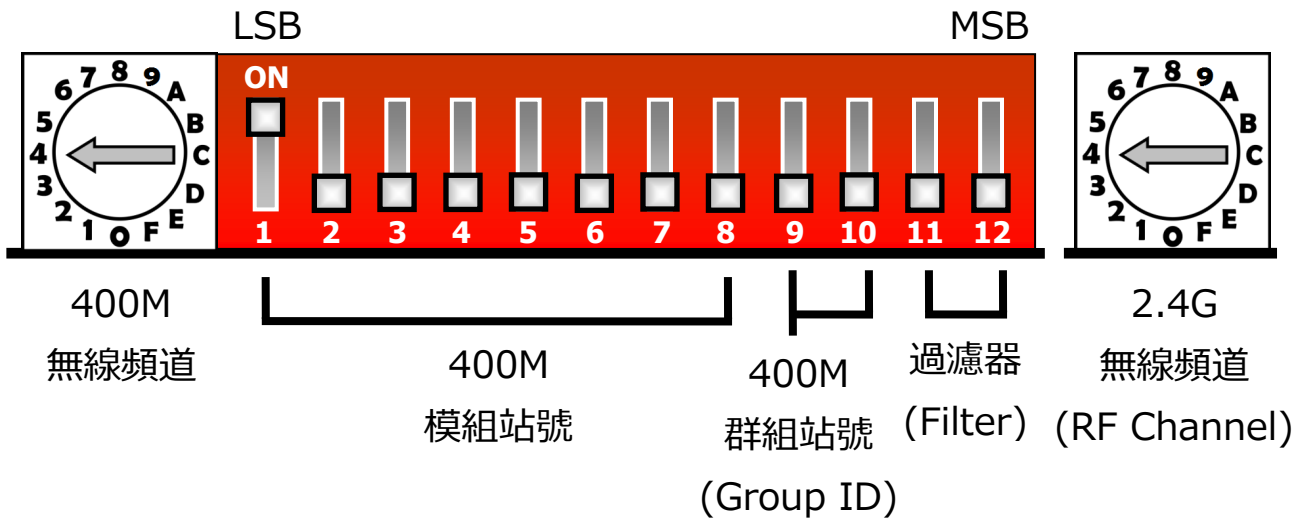 LSB MSB
7 8 9 7 8 9
6 A ON 6 A
5 B 5 B
4 C 4 C
3 D 3 D
2 E 2 E
1 0 F 1 2 3 4 5 6 7 8 9 10 11 12 1 0 F
400M
無線頻道
400M
模組站號
400M
群組站號
(Group ID)
過濾器
(Filter)
2.4G
無線頻道
(RF Channel)